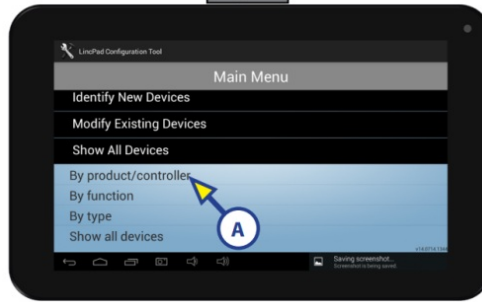 LincPad Configuration Tool
Main Menu
Identify New Devices
Modify Existing Devices
Show All Devices
By product/controller
By function
By type
Show all devices
A
Saving screenshot...
Screenshot is being saved.